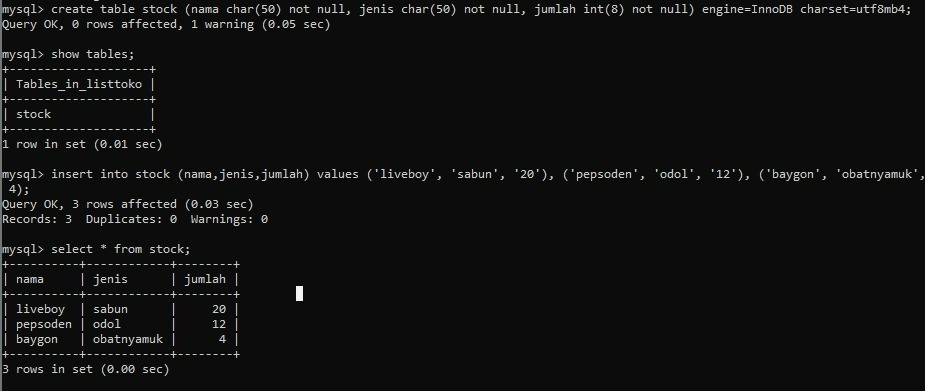 mysql> create table stock (nama char(50) not null, jenis char(50) not null, jumlah int(8) not null) engine=InnoDB charset=utf8mb4;
Query OK, 0 rows affected, 1 warning (0.05 sec)
mysql> show tables;
+--------------------+
| Tables_in_listtoko |
+--------------------+
| stock              |
+--------------------+
1 row in set (0.01 sec)
mysql> insert into stock (nama,jenis,jumlah) values ('liveboy', 'sabun', '20'), ('pepsoden', 'odol', '12'), ('baygon', 'obatnyamuk',
 4);
Query OK, 3 rows affected (0.03 sec)
Records: 3  Duplicates: 0  Warnings: 0
mysql> select * from stock;
+----------+------------+--------+
| nama     | jenis      | jumlah |
+----------+------------+--------+
| liveboy  | sabun      |     20 |
| pepsoden | odol       |     12 |
| baygon   | obatnyamuk |      4 |
+----------+------------+--------+
3 rows in set (0.00 sec)